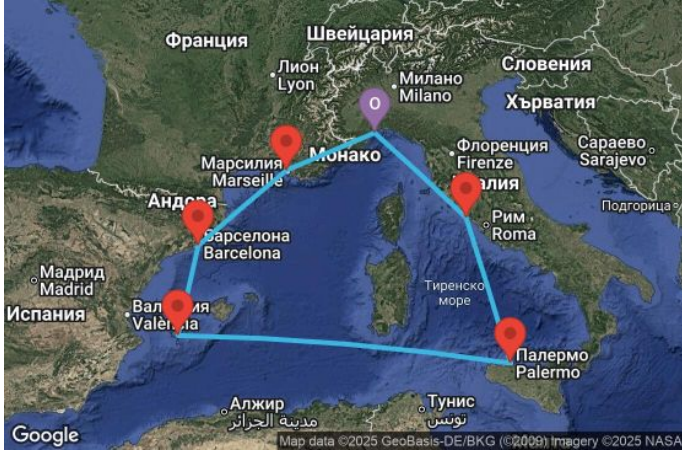 Швейцария
Франция
Лион
Lyon
Словения
Милано
Milano
Хърватия
O
Флоренция
Firenze
Сараево
Sarajevo
Марсилия
Marseille
Монако
Италия
Андора
Подгорица
Рим
Roma
Барселона
Barcelona
Мадрид
Madrid
Тиренско
море
Испания
València
Палермо
Palermo
Алжир
مدينة الجزائر
Тунис
تونس
Google
Map data ©2025 GeoBasis-DE/BKG (©2009) Imagery ©2025 NASA